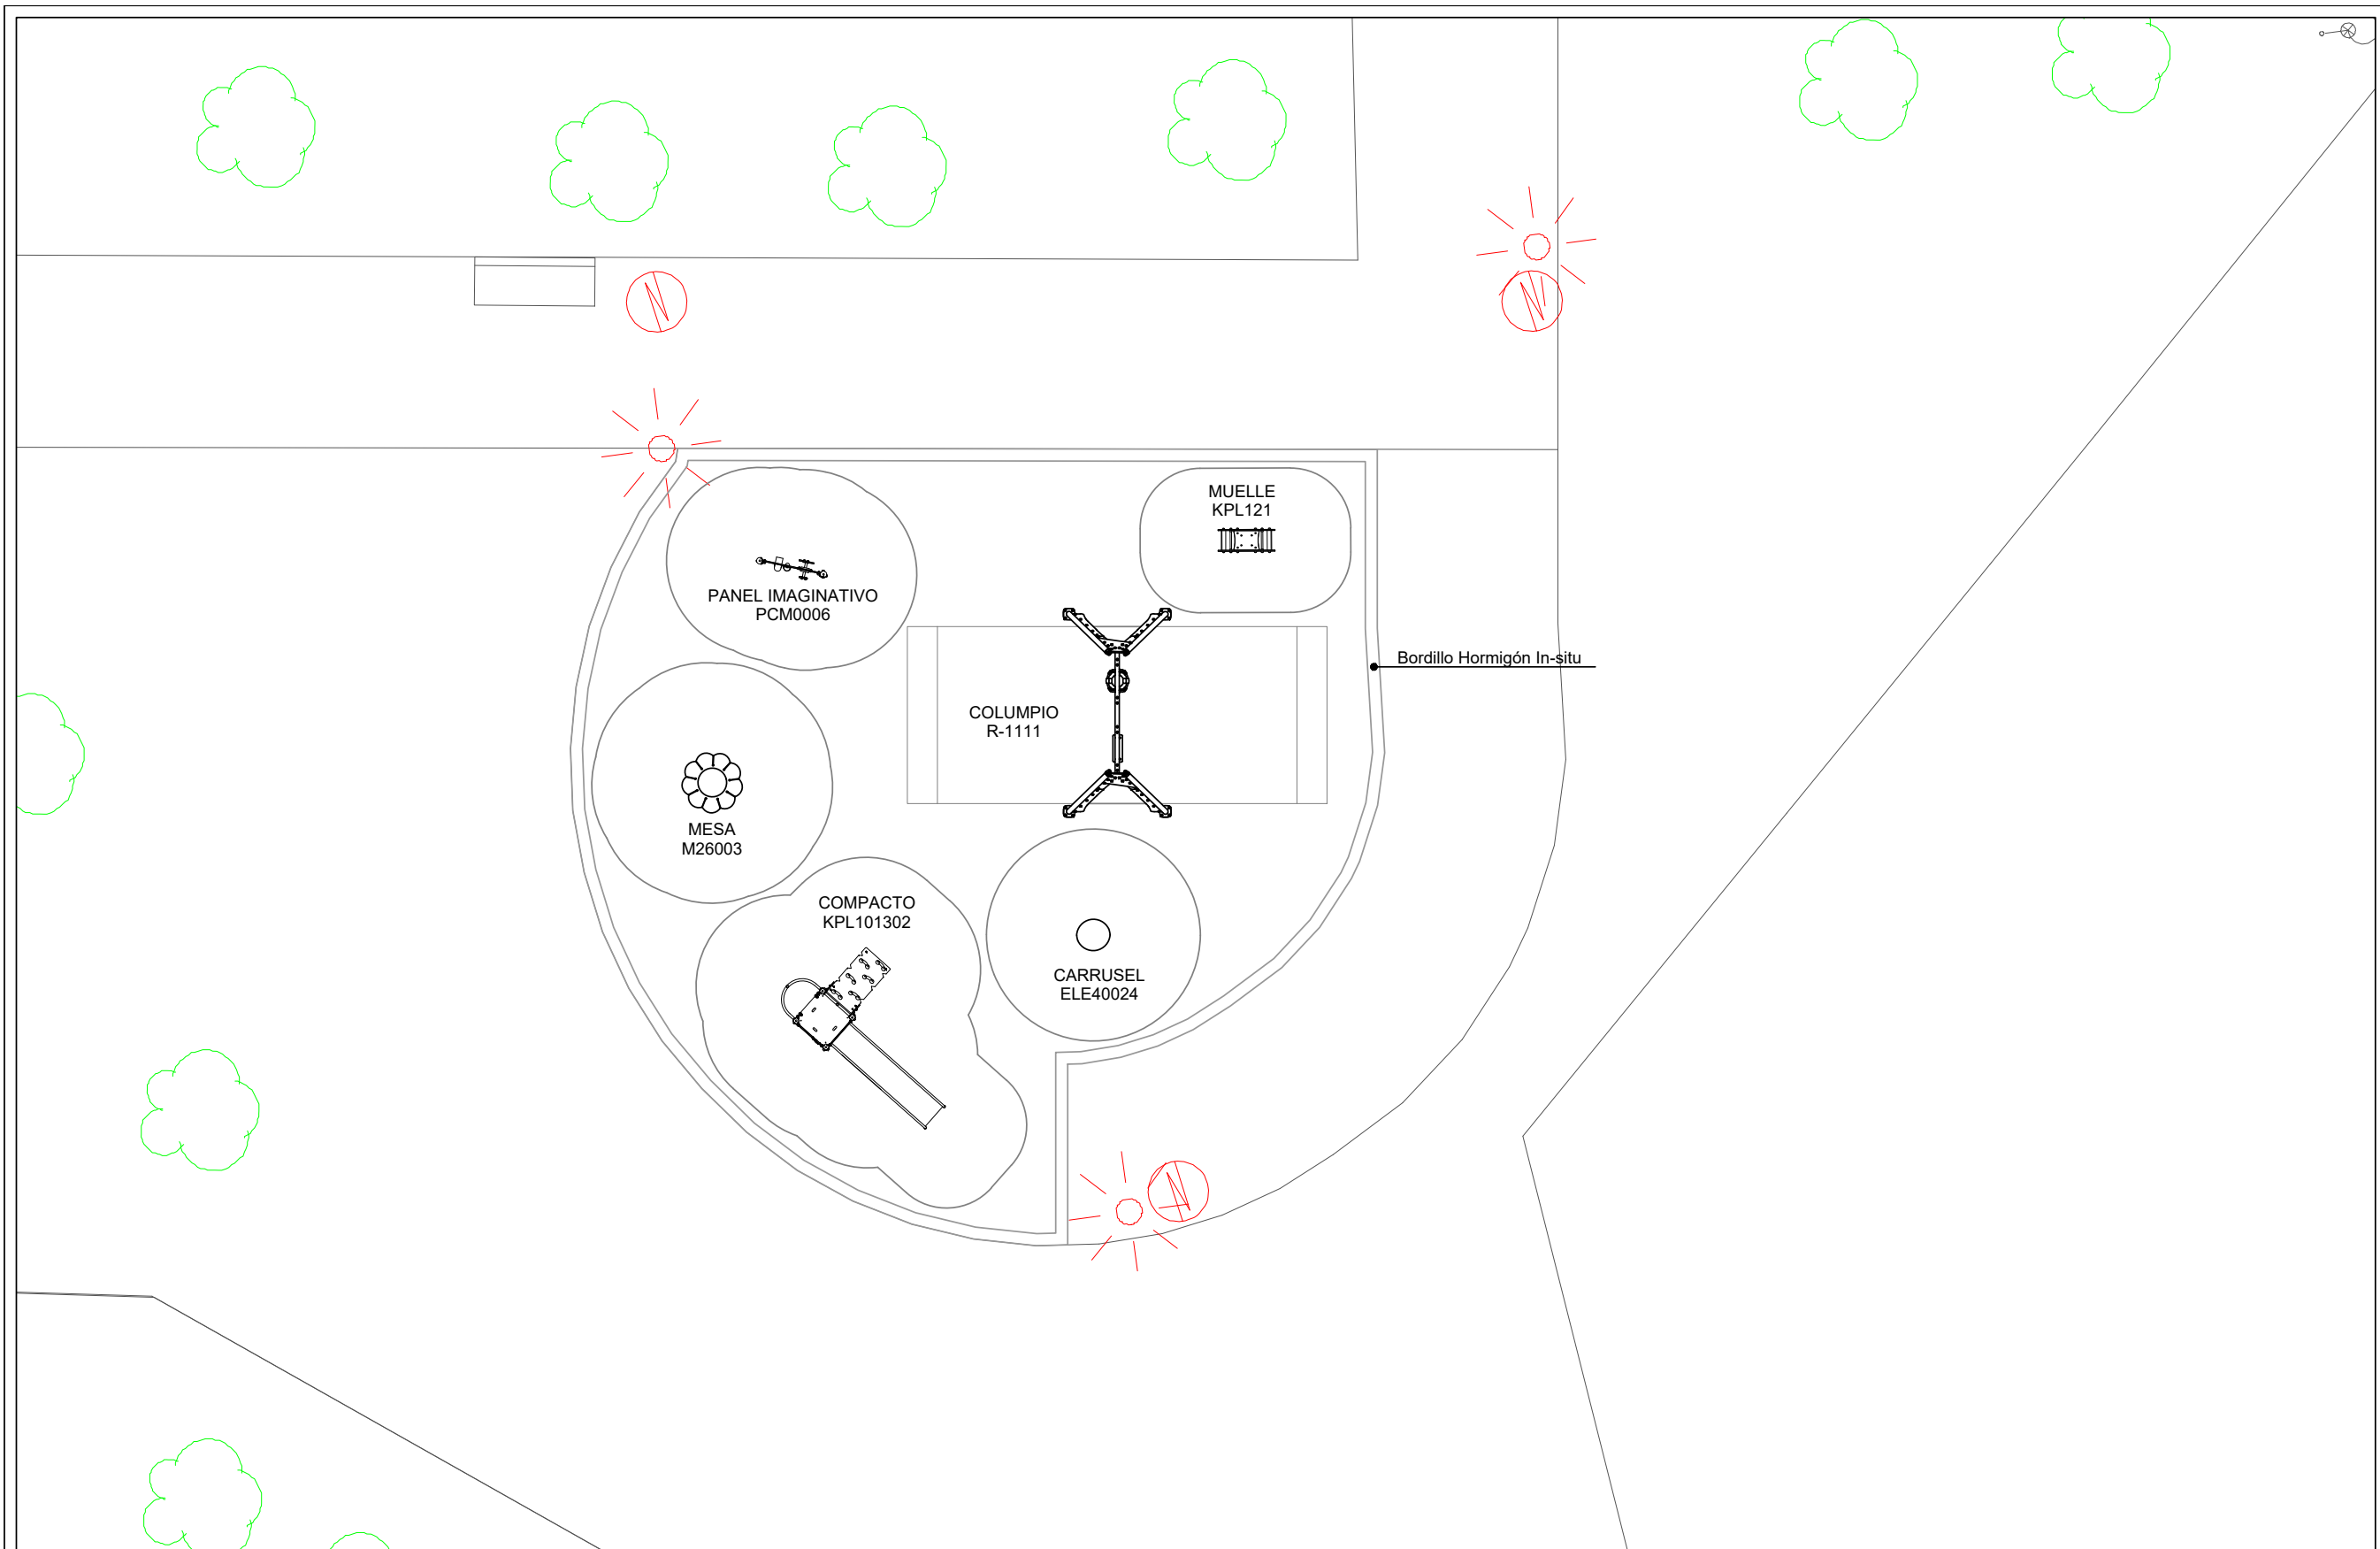 MUELLE
KPL121
PANEL IMAGINATIVO
PCM0006
Bordillo Hormigón In-situ
COLUMPIO
R-1111
MESA
M26003
COMPACTO
KPL101302
CARRUSEL
ELE40024